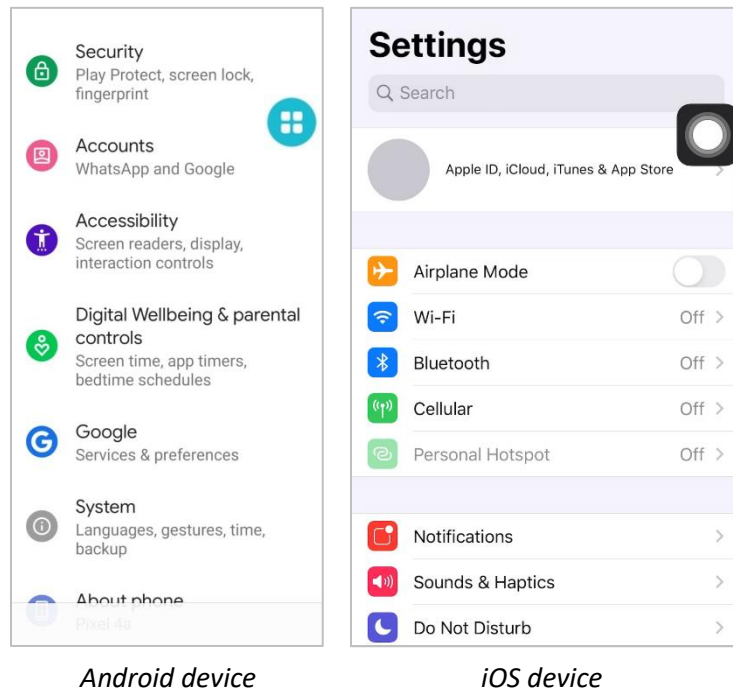 Security
Play Protect, screen lock,
fingerprint
Accounts
WhatsApp and Google
Accessibility
Screen readers, display,
interaction controls
Digital Wellbeing & parental
controls
Screen time, app timers,
bedtime schedules
Google
Services & preferences
System
Languages, gestures, time,
backup
About phone
Pixel 4a
Android device
Settings
Search
Apple ID, iCloud, iTunes & App Store
Airplane Mode
Wi-Fi Off
Bluetooth Off
Cellular Off
Personal Hotspot Off
Notifications
Sounds & Haptics
Do Not Disturb
iOS device